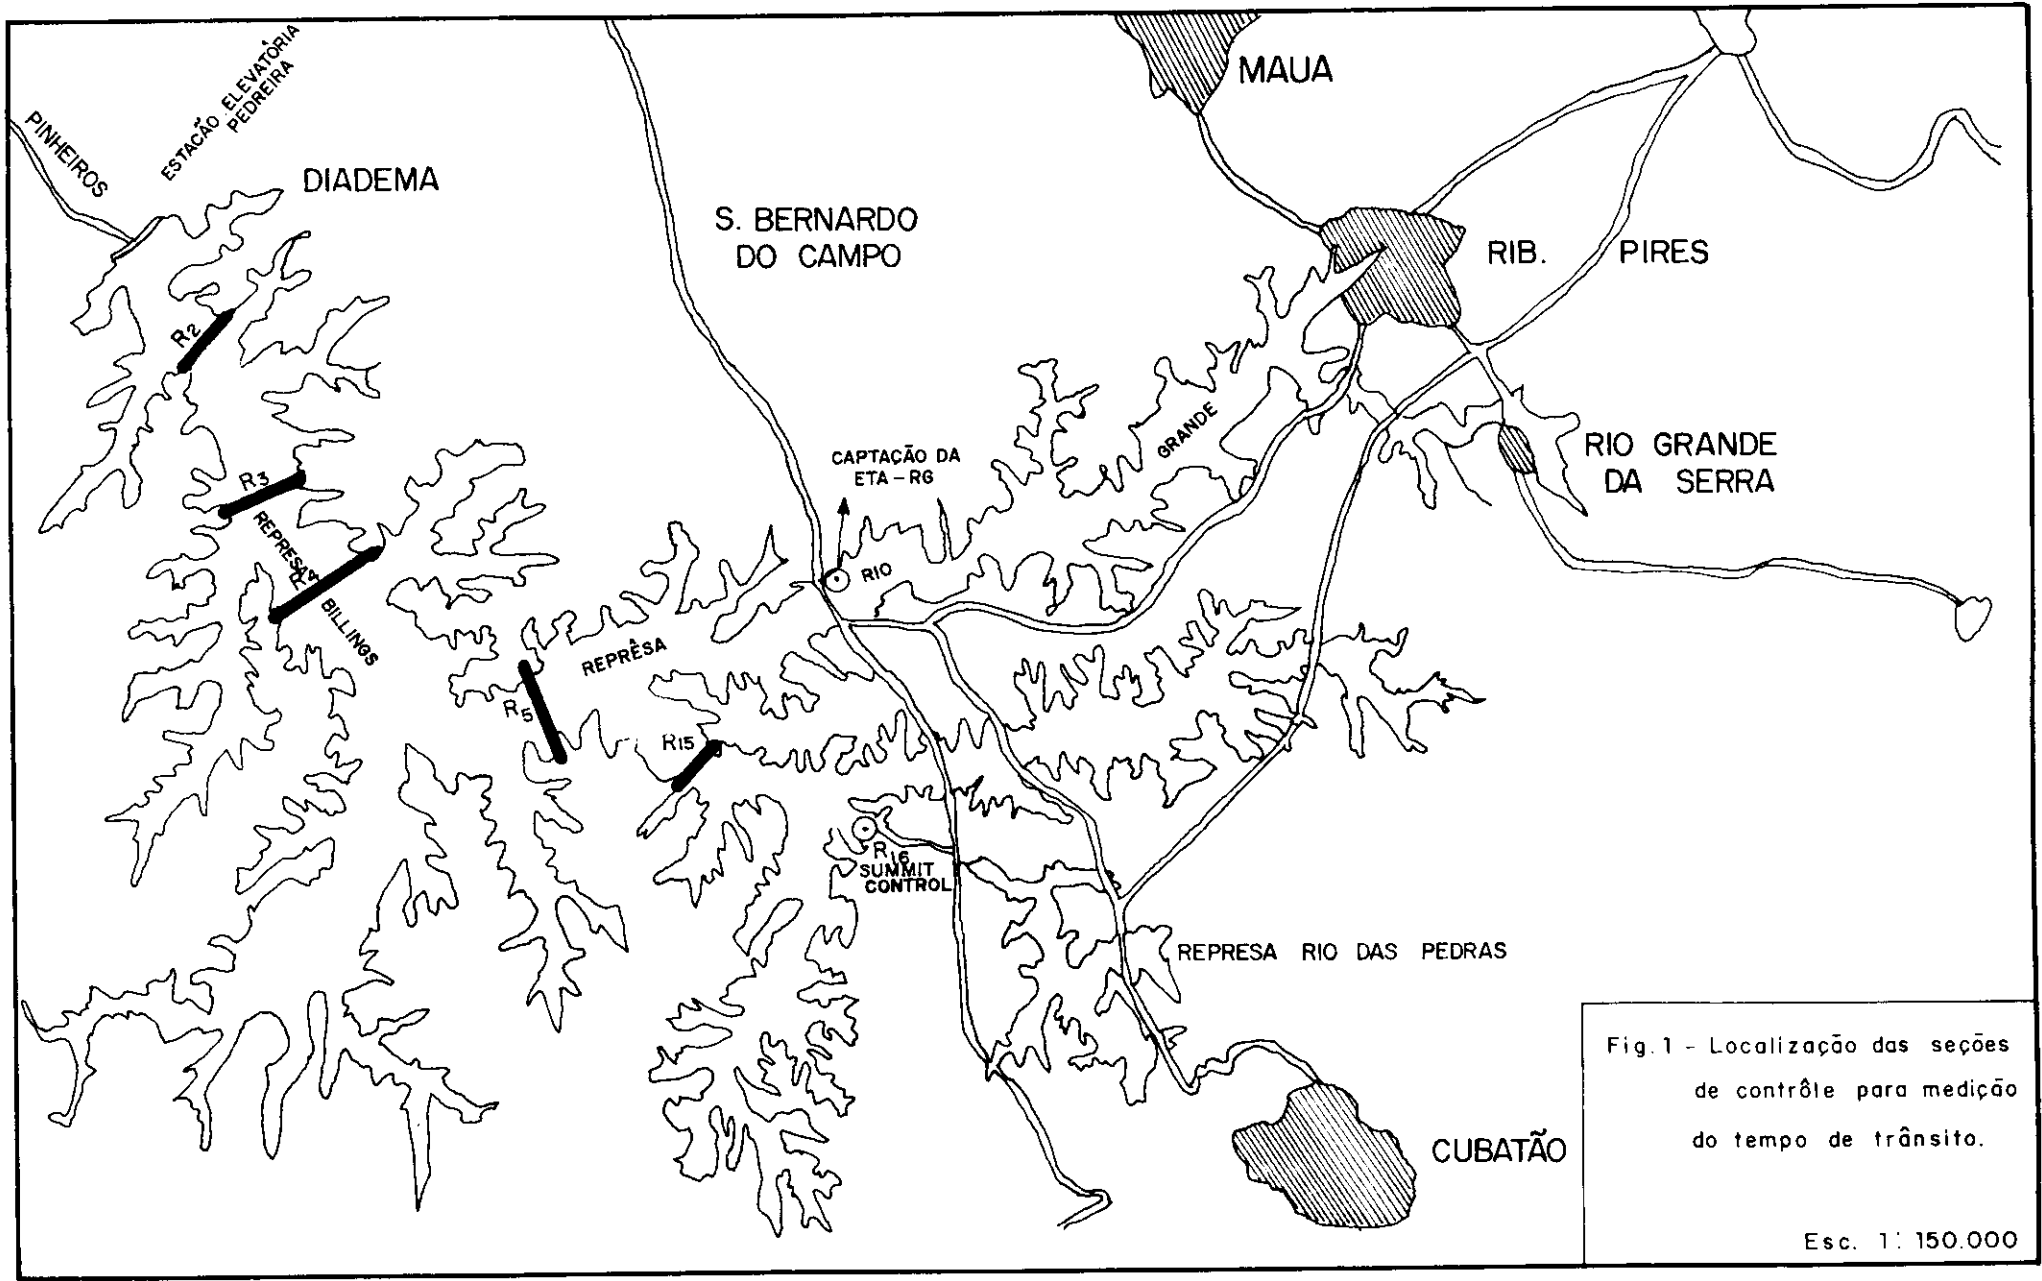 PINHEIROS
ESTAÇÃO ELEVATÓRIA
PEDREIRA
DIADEMA
MAUA
S. BERNARDO
DO CAMPO
RIB. PIRES
R2
R3
REPRESA
R4
BILLINGS
CAPTAÇÃO DA
ETA-RG
RIO
GRANDE
RIO GRANDE
DA SERRA
REPRÊSA
R5
R15
R16
SUMMIT
CONTROL
REPRESA RIO DAS PEDRAS
CUBATÃO
Fig. 1 - Localização das seções
de contrôle para medição
do tempo de trânsito.
Esc. 1: 150.000